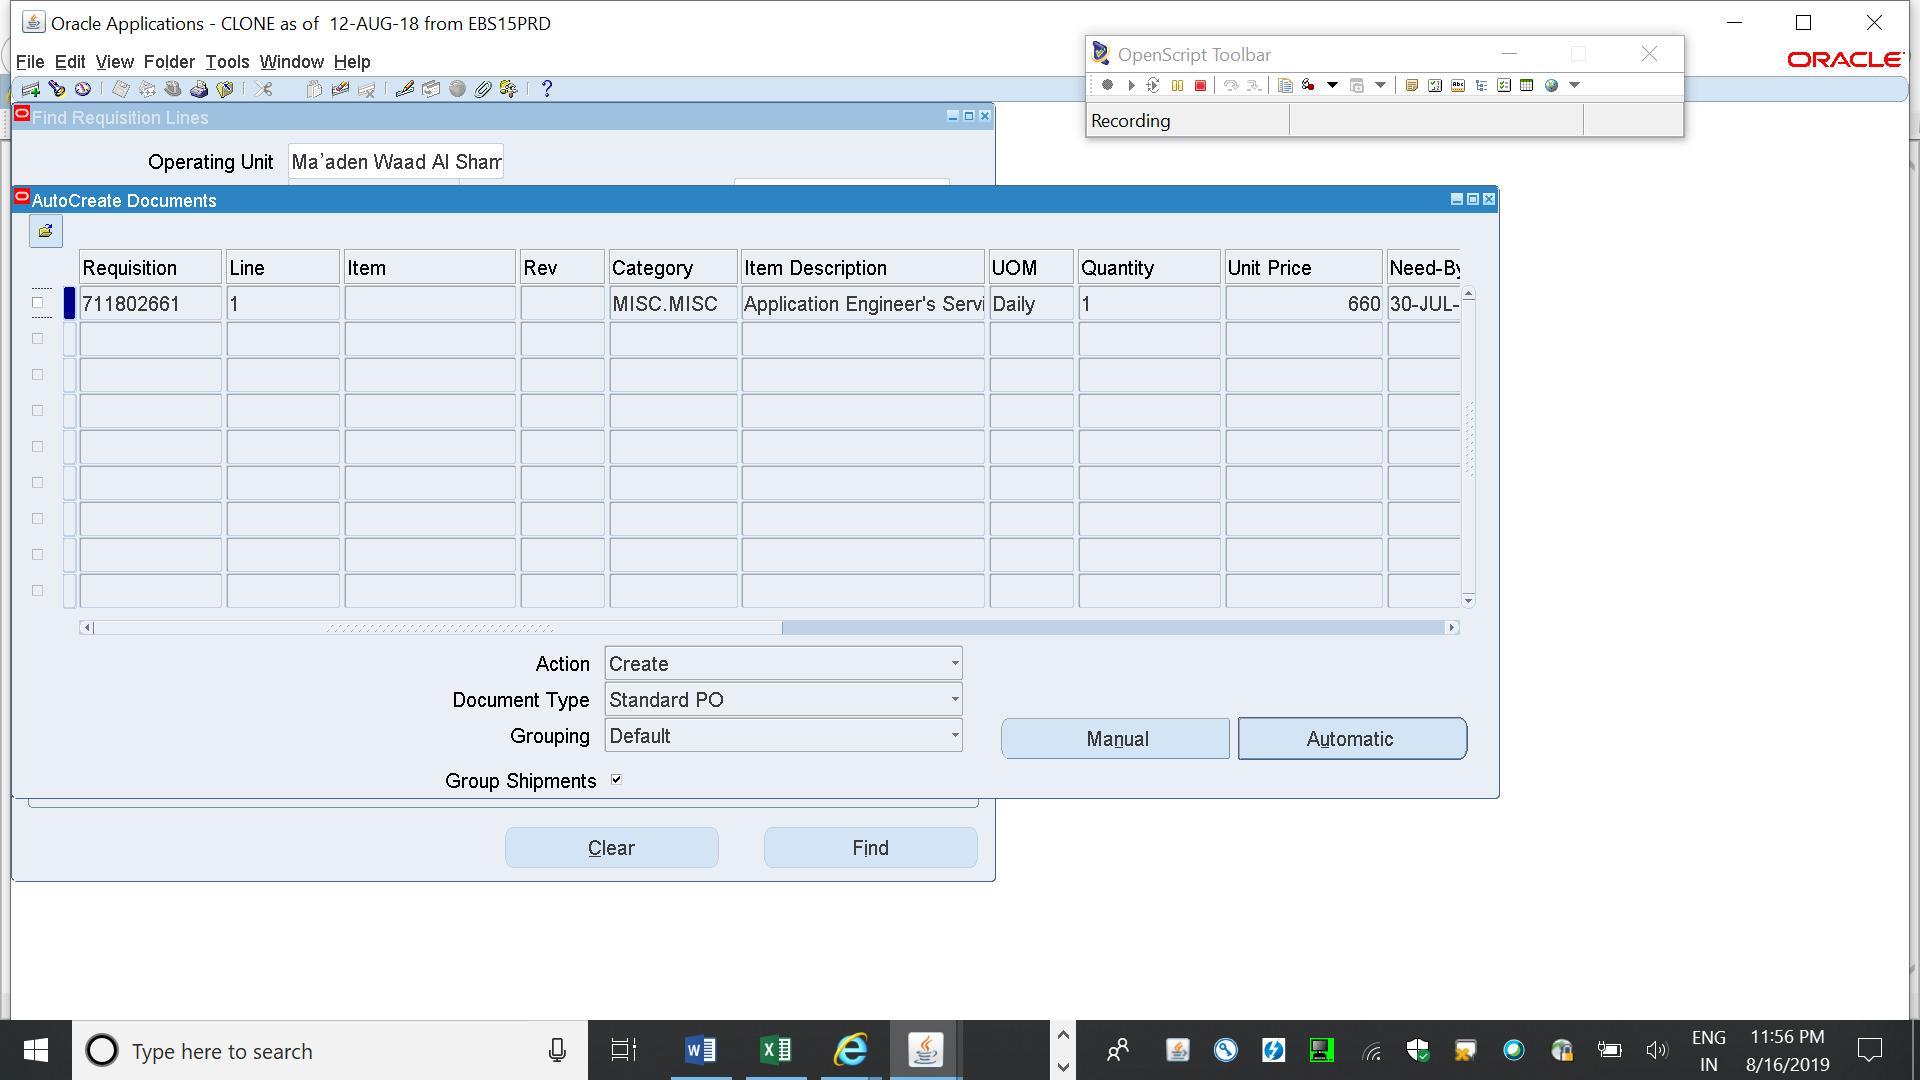 Oracle Applications - CLONE as of  12-AUG-18 from EBS15PRD
File Edit View Folder Tools Window Help
ORACLE
OpenScript Toolbar
Recording
Find Requisition Lines
Operating Unit Ma'aden Waad Al Sham
AutoCreate Documents
Requisition Line Item Rev Category Item Description UOM Quantity Unit Price Need-By
711802661 1 MISC.MISC Application Engineer's Servi Daily 1 660 30-JUL-
Action Create
Document Type Standard PO
Grouping Default
Manual Automatic
Group Shipments
Clear Find
Type here to search
ENG
IN
11:56 PM
8/16/2019